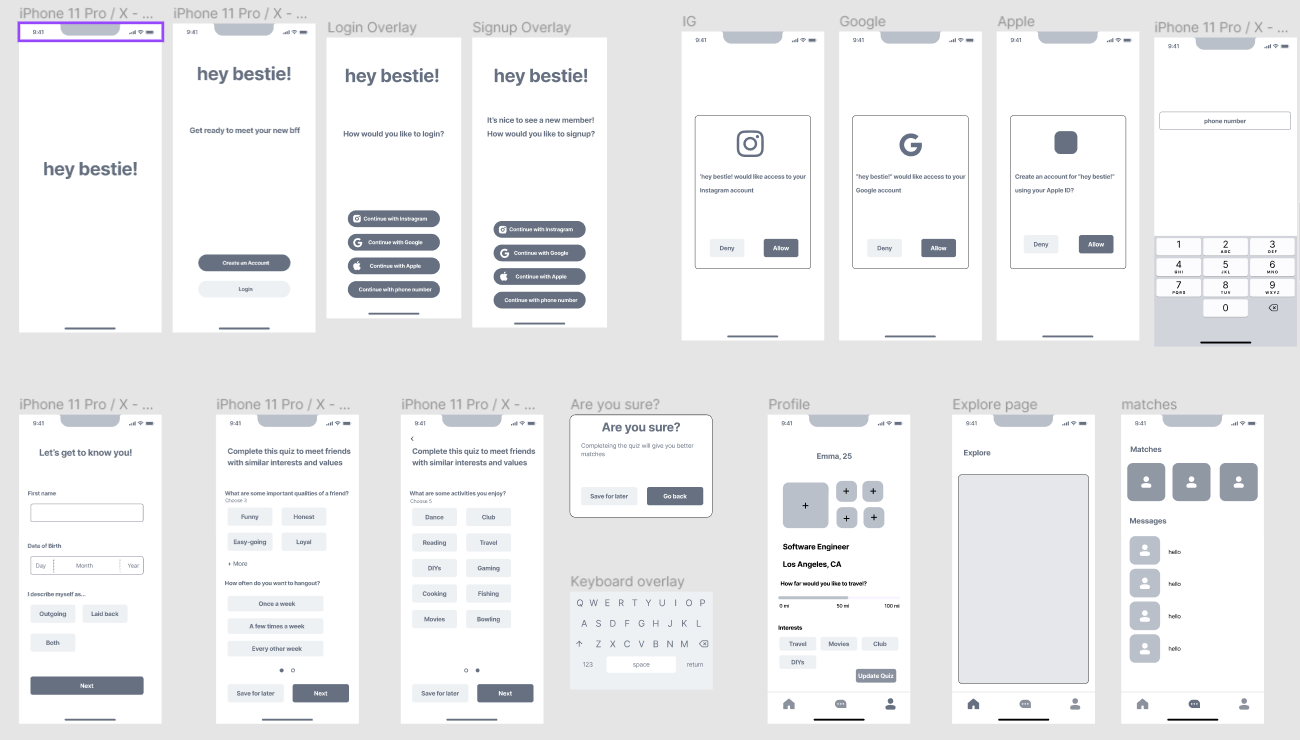 iPhone 11 Pro / X - ...
9:41
hey bestie!
iPhone 11 Pro / X - ...
9:41
hey bestie!
Get ready to meet your new bff
Create an Account
Login
Login Overlay
hey bestie!
How would you like to login?
Continue with Instragram
Continue with Google
Continue with Apple
Continue with phone number
Signup Overlay
hey bestie!
It's nice to see a new member!
How would you like to signup?
Continue with Instragram
Continue with Google
Continue with Apple
Continue with phone number
IG
9:41
'hey bestie! would like access to your
Instagram account
Deny
Allow
Google
9:41
"hey bestie!" would like access to your
Google account
Deny
Allow
Apple
9:41
Create an account for "hey bestie!"
using your Apple ID?
Deny
Allow
iPhone 11 Pro / X - ...
9:41
phone number
1 2 3
ABC DEF
4 5 6
GHI JKL MNO
7 8 9
PQRS TUV WXYZ
0
iPhone 11 Pro / X - ...
9:41
Let's get to know you!
First name
Date of Birth
Day Month Year
I describe myself as...
Outgoing Laid back
Both
Next
iPhone 11 Pro / X - ...
9:41
Complete this quiz to meet friends
with similar interests and values
What are some important qualities of a friend?
Choose 3
Funny Honest
Easy-going Loyal
+ More
How often do you want to hangout?
Once a week
A few times a week
Every other week
Save for later Next
iPhone 11 Pro / X - ...
9:41
Complete this quiz to meet friends
with similar interests and values
What are some activities you enjoy?
Choose 5
Dance Club
Reading Travel
DIYs Gaming
Cooking Fishing
Movies Bowling
Save for later Next
Are you sure?
Are you sure?
Completeing the quiz will give you better
matches
Save for later Go back
Keyboard overlay
Q W E R T Y U I O P
A S D F G H J K L
Z X C V B N M
123 space return
Profile
9:41
Emma, 25
+ + +
+ +
Software Engineer
Los Angeles, CA
How far would you like to travel?
0 mi 50 mi 100 mi
Interests
Travel Movies Club
DIYs
Update Quiz
Explore page
9:41
Explore
matches
9:41
Matches
Messages
hello
hello
hello
hello